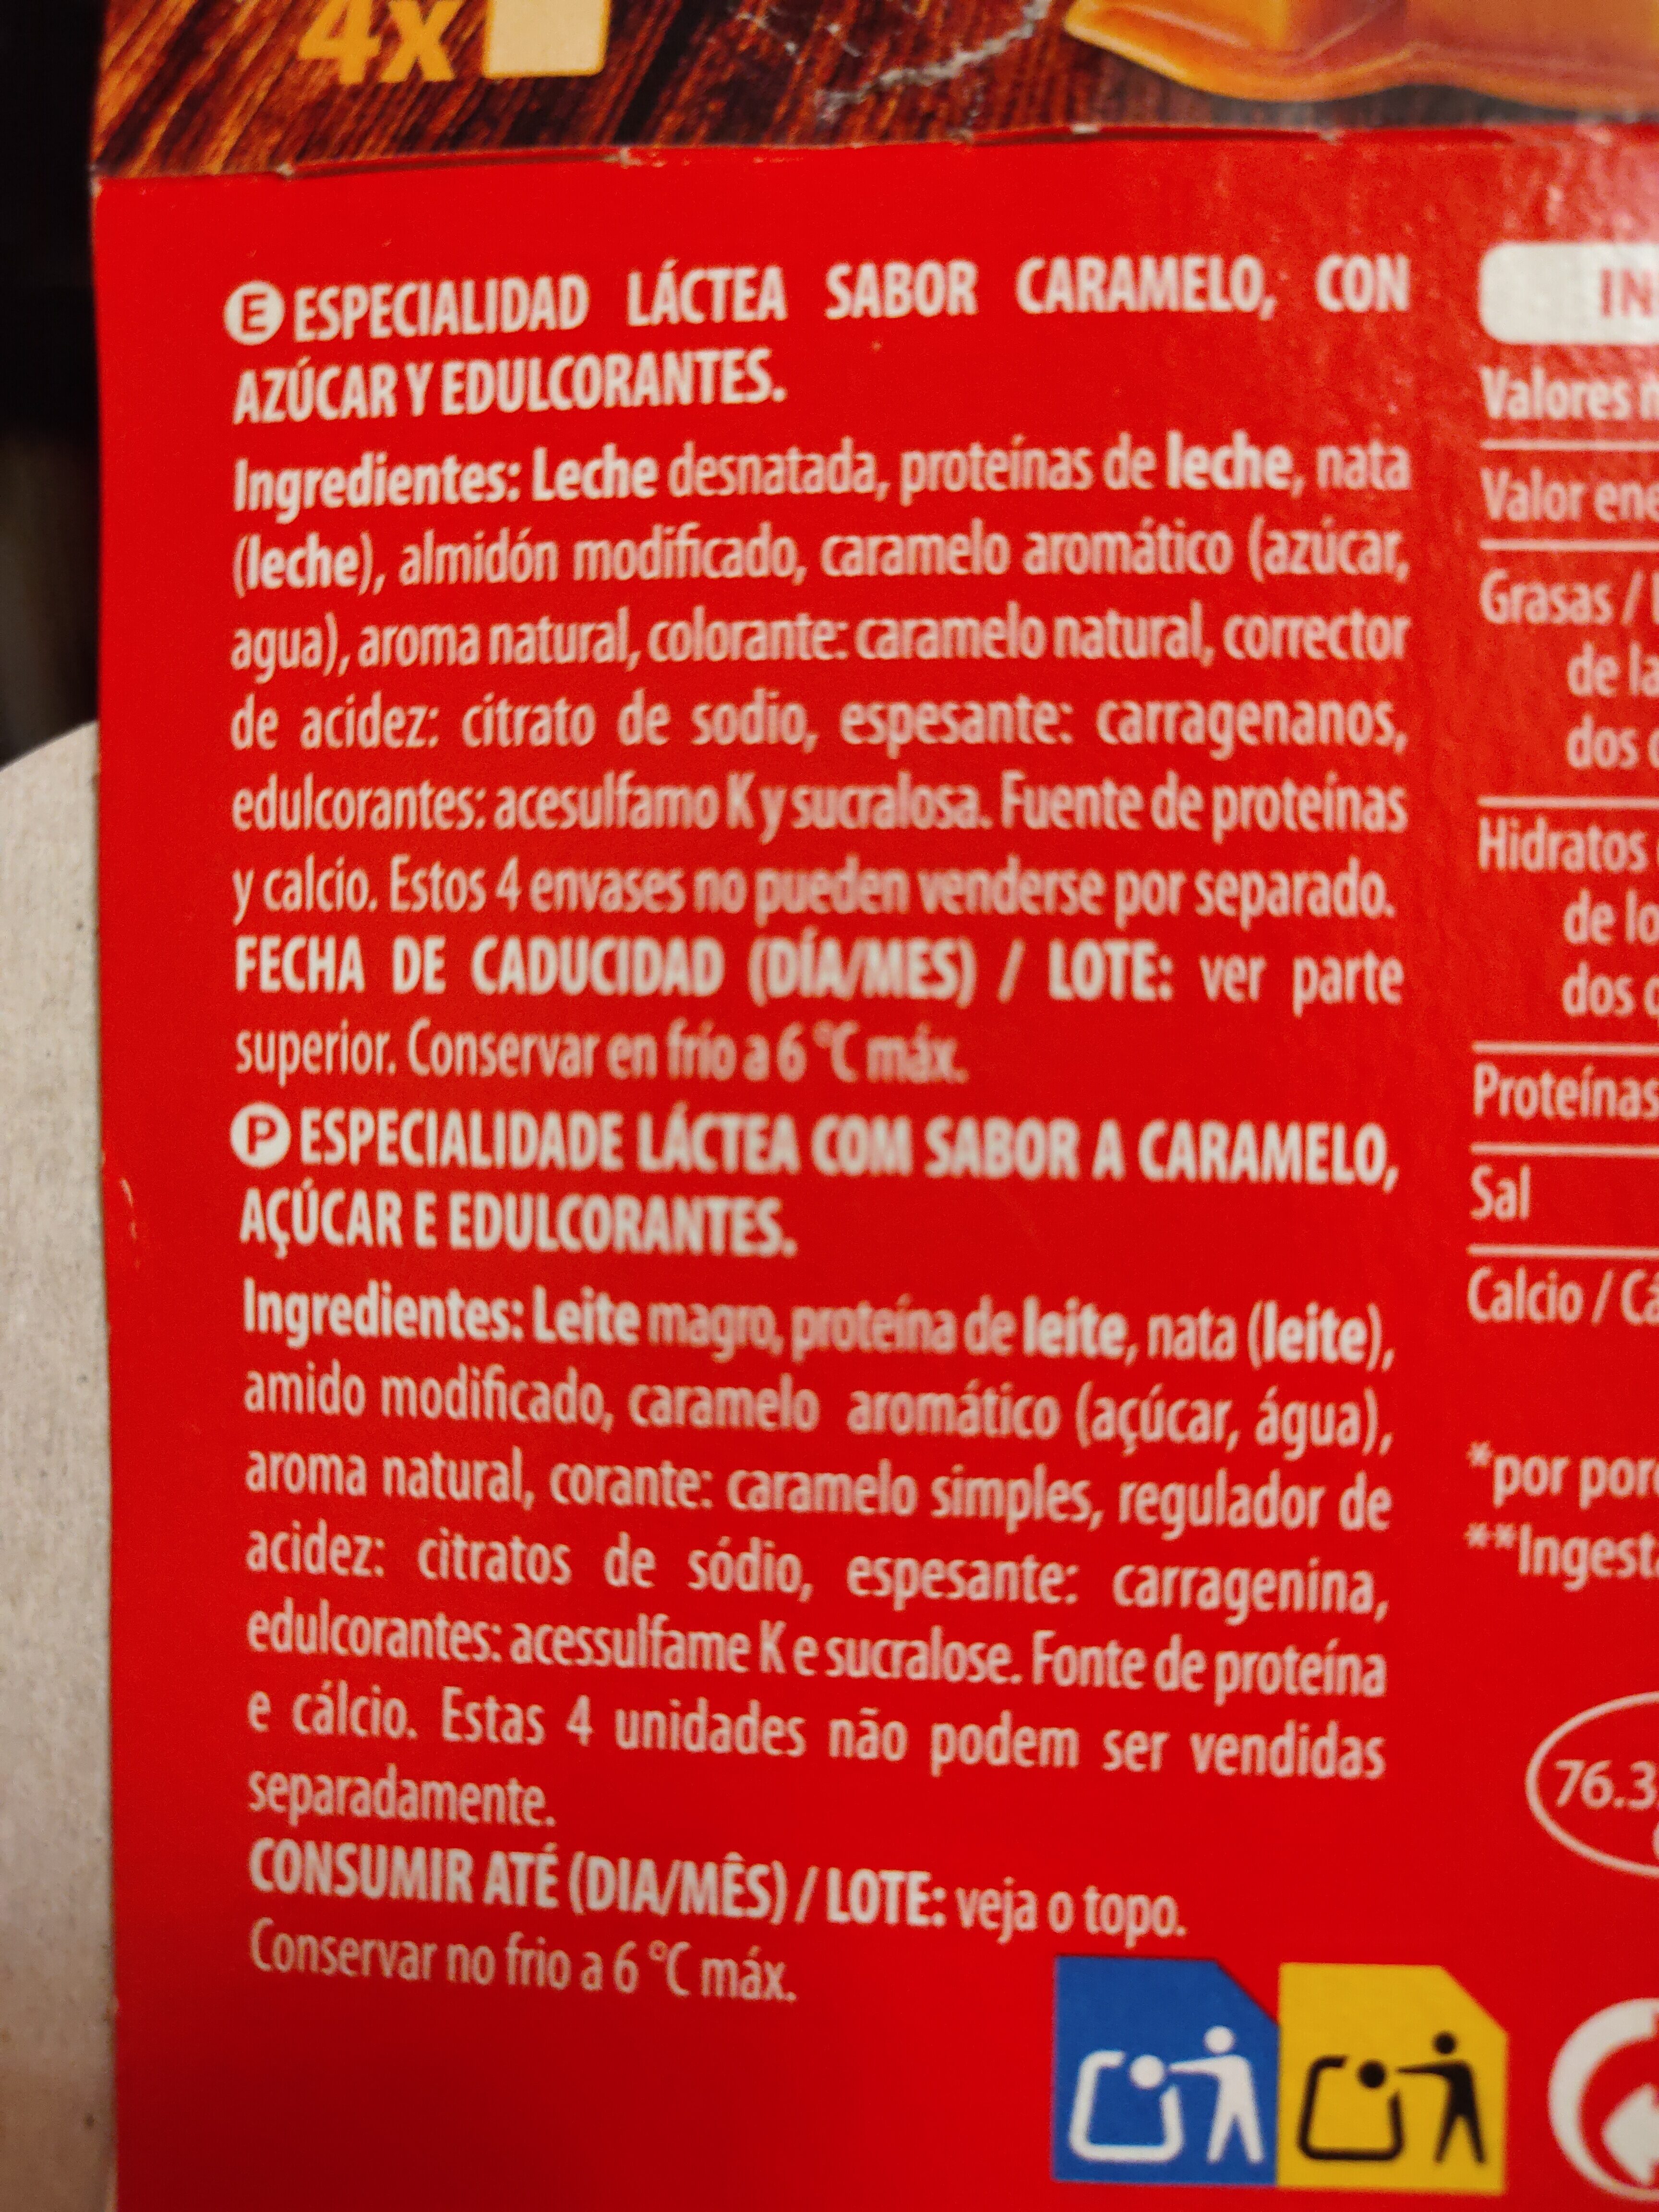 4x
E ESPECIALIDAD LÁCTEA SABOR CARAMELO, CON
AZÚCAR Y EDULCORANTES.
Ingredientes: Leche desnatada, proteínas de leche, nata
(leche), almidón modificado, caramelo aromático (azúcar,
agua), aroma natural, colorante: caramelo natural, corrector
de acidez: citrato de sodio, espesante: carragenanos,
edulcorantes: acesulfamo K y sucralosa. Fuente de proteínas
y calcio. Estos 4 envases no pueden venderse por separado.
FECHA DE CADUCIDAD (DÍA/MES) / LOTE: ver parte
superior. Conservar en frío a 6 °C máx.
P ESPECIALIDADE LÁCTEA COM SABOR A CARAMELO,
AÇÚCAR E EDULCORANTES.
Ingredientes: Leite magro, proteína de leite, nata (leite),
amido modificado, caramelo aromático (açúcar, água),
aroma natural, corante: caramelo simples, regulador de
acidez: citratos de sódio, espesante: carragenina,
edulcorantes: acessulfame K e sucralose. Fonte de proteína
e cálcio. Estas 4 unidades não podem ser vendidas
separadamente.
CONSUMIR ATÉ (DIA/MÊS) / LOTE: veja o topo.
Conservar no frio a 6 °C máx.
IN
Valores
Valor
Grasas /
de
dos
Hidratos
de
dos
Proteínas
Sal
Calcio /
*por
76.3